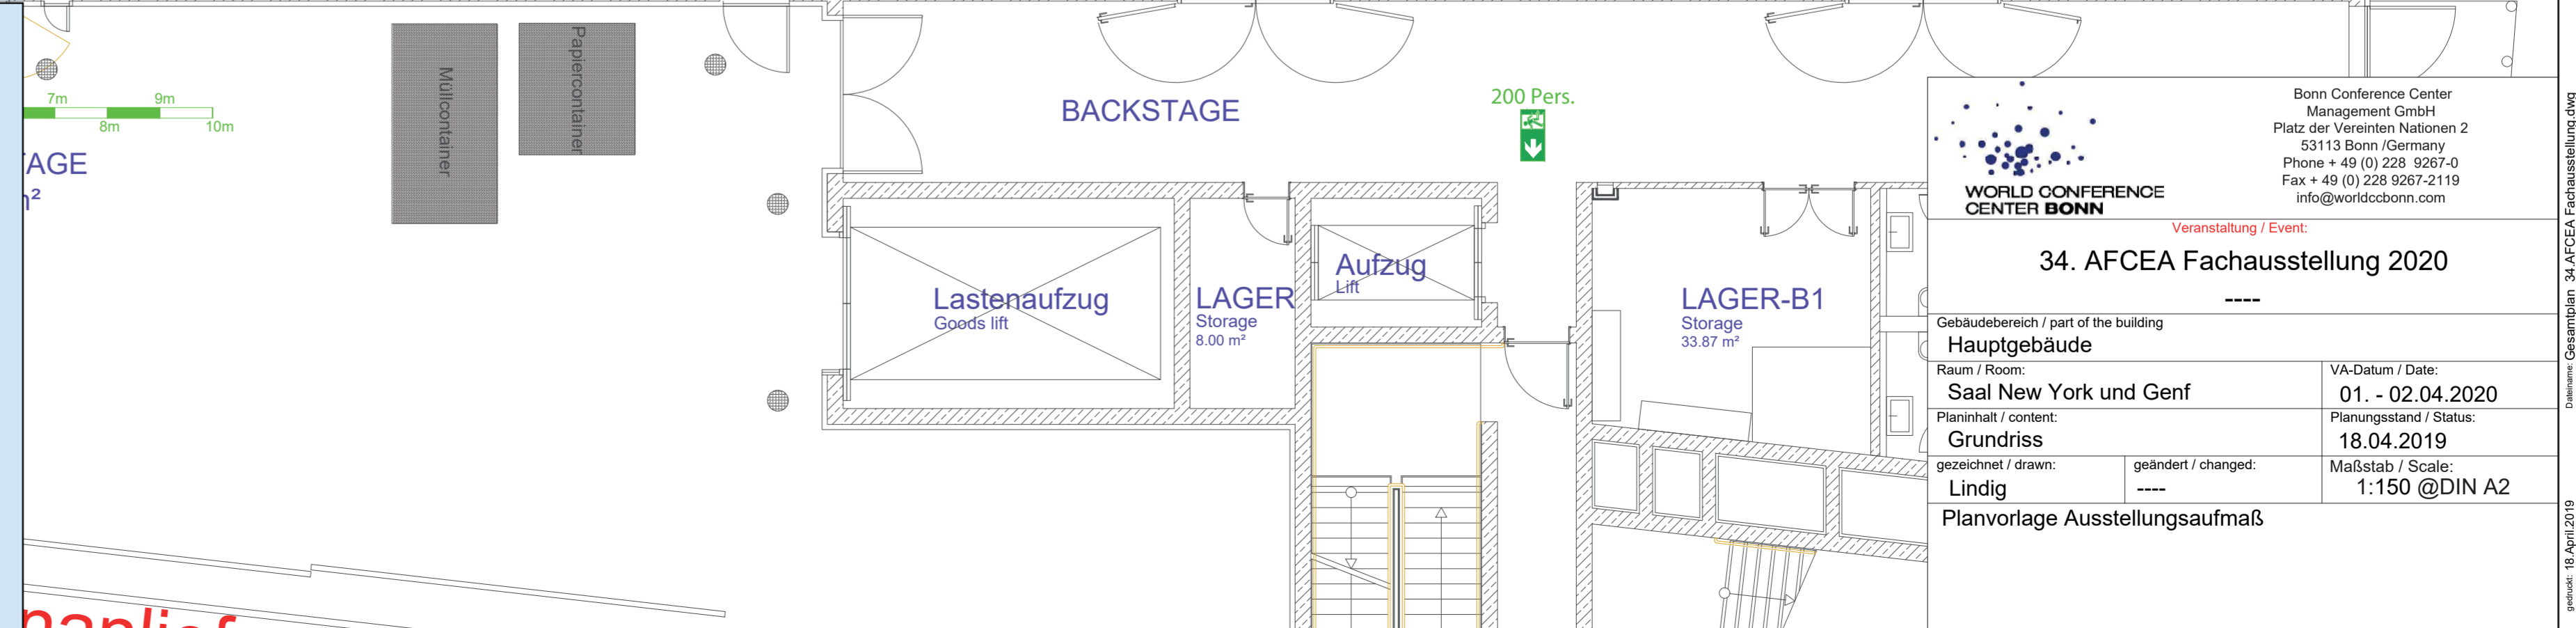 7m
9m
8m
10m
AGE
m²
Müllcontainer
Papiercontainer
BACKSTAGE
200 Pers.
Lastenaufzug
Goods lift
LAGER
Storage
8.00 m²
Aufzug
Lift
LAGER-B1
Storage
33.87 m²
WORLD CONFERENCE
CENTER BONN
Bonn Conference Center
Management GmbH
Platz der Vereinten Nationen 2
53113 Bonn /Germany
Phone + 49 (0) 228 9267-0
Fax + 49 (0) 228 9267-2119
info@worldccbonn.com
Veranstaltung / Event:
34. AFCEA Fachausstellung 2020
----
Gebäudebereich / part of the building
Hauptgebäude
Raum / Room:
Saal New York und Genf
VA-Datum / Date:
01. - 02.04.2020
Planinhalt / content:
Grundriss
Planungsstand / Status:
18.04.2019
gezeichnet / drawn:
Lindig
geändert / changed:
----
Maßstab / Scale:
1:150 @DIN A2
Planvorlage Ausstellungsaufmaß
Dateiname: Gesamtplan 34.AFCEA Fachausstellung.dwg
gedruckt: 18.April.2019